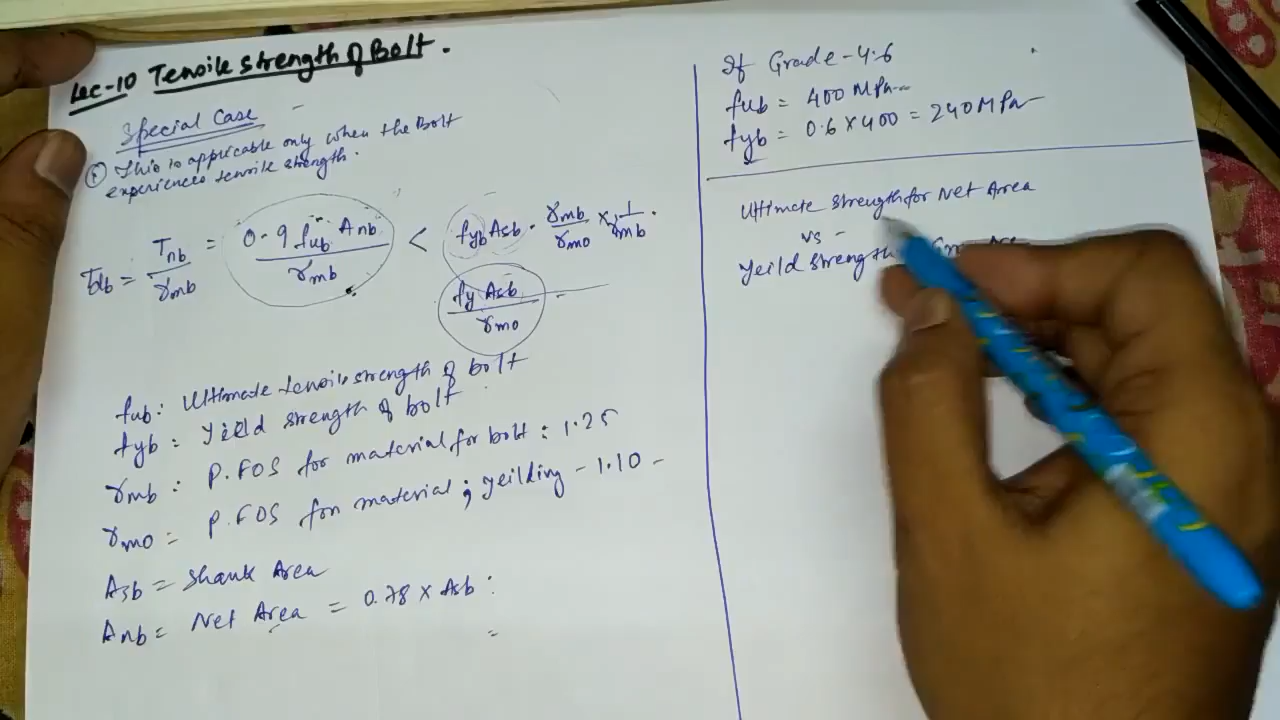 Lec-10 Tensile Strength of Bolt.
Special Case
① This is applicable only when the Bolt
experiences tensile strength.
Tdb = Tnb / γmb = 0.9 fub Anb / γmb < fyb Asb · γmb / γmo × 1 / γmb ·
fy Asb / γmo
fub: Ultimate tensile strength of bolt
fyb = Yield strength of bolt
γmb : P.FOS for material for bolt : 1.25
γmo = P.FOS for material ; yeilding - 1.10 -
Asb = Shank Area
Anb = Net Area = 0.78 × Asb :
=
If Grade - 4.6
fub = 400 MPa
fyb = 0.6 × 400 = 240 MPa
Ultimate Strength for Net Area
vs -
Yeild Strength